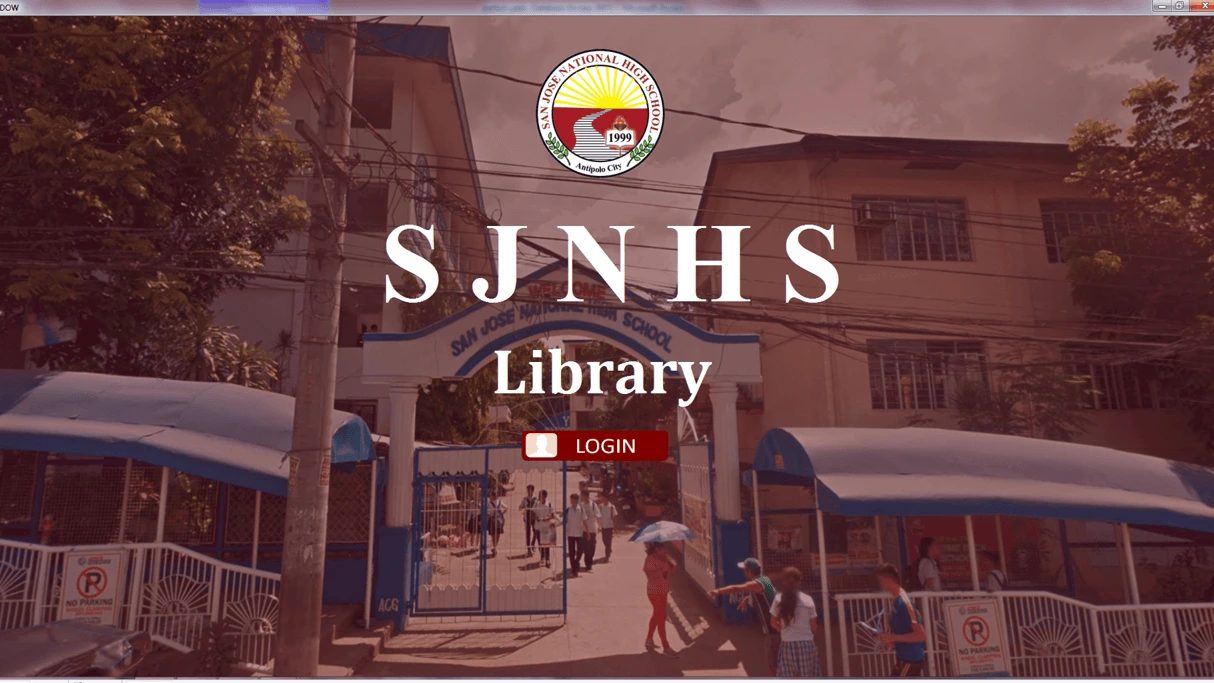 DOW
SAN JOSE NATIONAL HIGH SCHOOL
1999
Antipolo City
S J N H S
WELCOME
SAN JOSE NATIONAL HIGH SCHOOL
Library
LOGIN
NO PARKING
ACG
NO PARKING